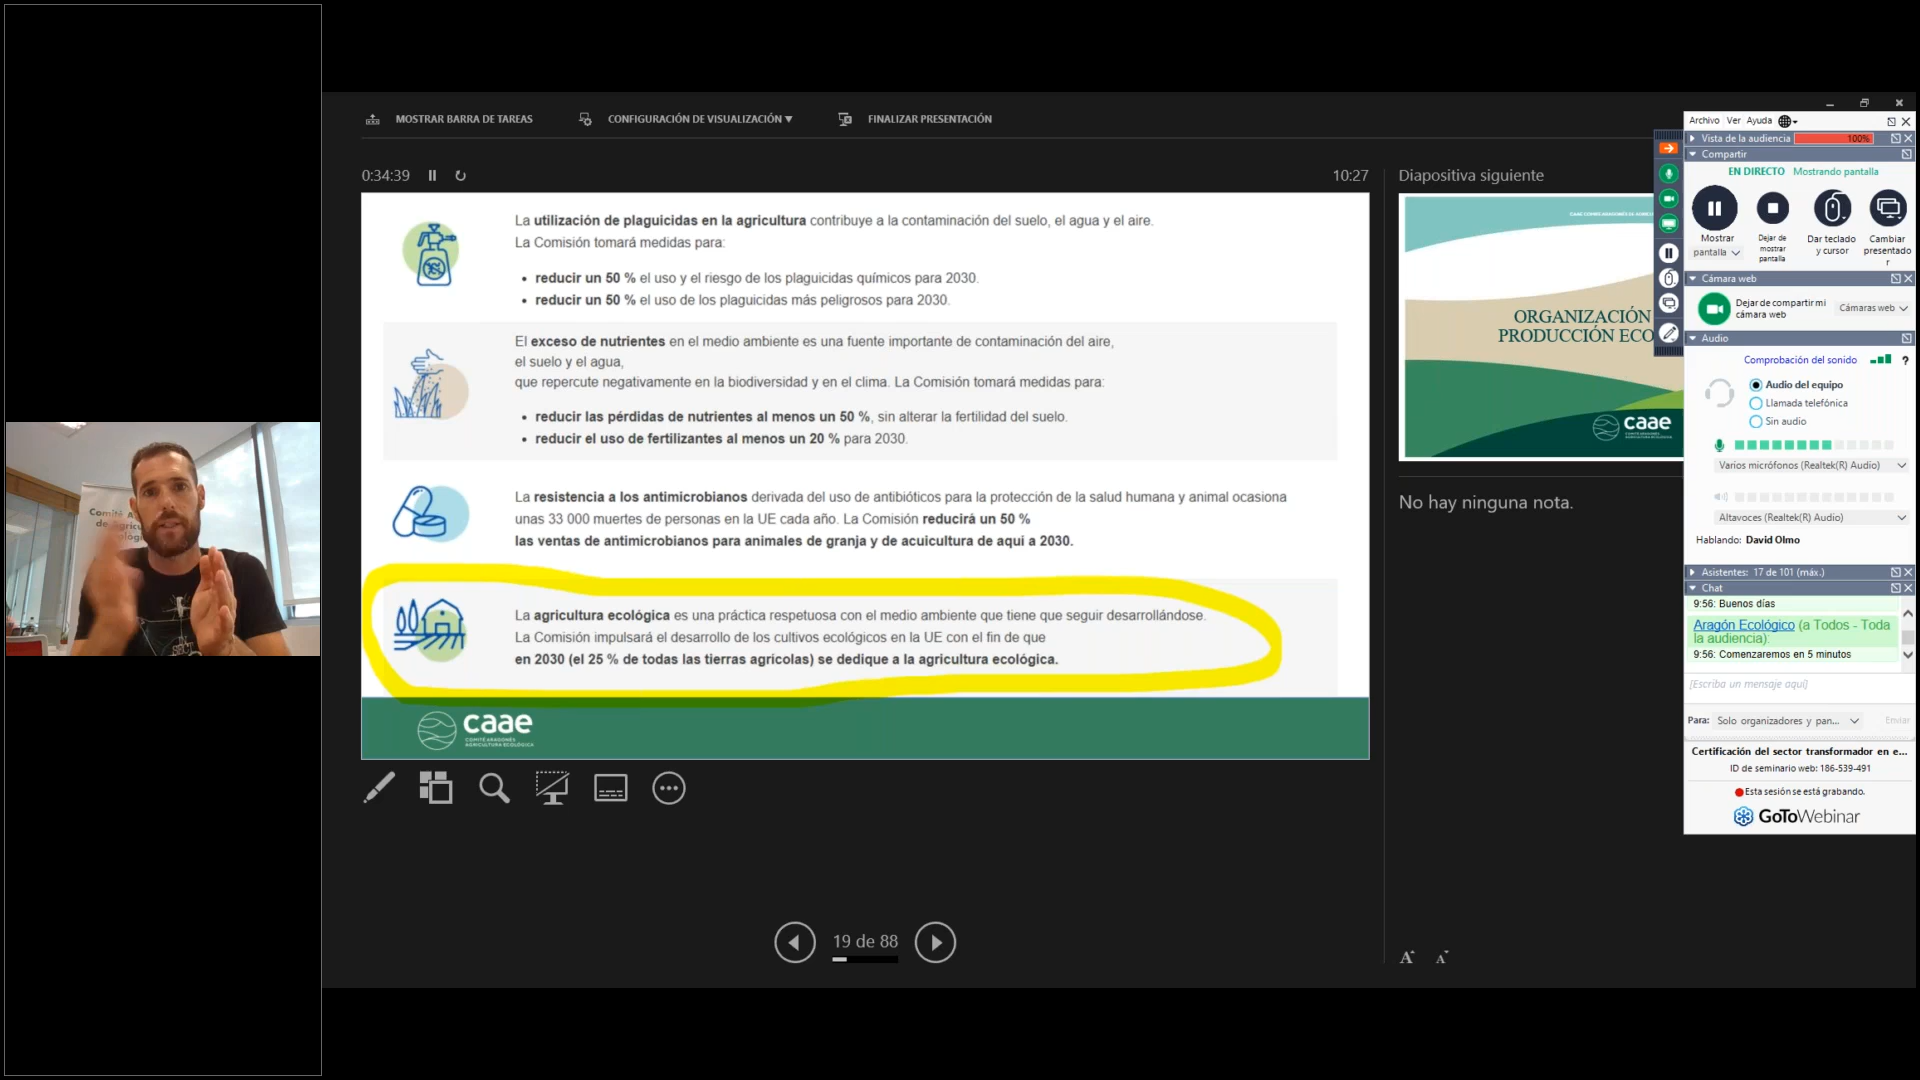 MOSTRAR BARRA DE TAREAS
CONFIGURACIÓN DE VISUALIZACIÓN ▼
FINALIZAR PRESENTACIÓN
0:34:39
10:27
La utilización de plaguicidas en la agricultura contribuye a la contaminación del suelo, el agua y el aire.
La Comisión tomará medidas para:
• reducir un 50 % el uso y el riesgo de los plaguicidas químicos para 2030.
• reducir un 50 % el uso de los plaguicidas más peligrosos para 2030.
El exceso de nutrientes en el medio ambiente es una fuente importante de contaminación del aire,
el suelo y el agua,
que repercute negativamente en la biodiversidad y en el clima. La Comisión tomará medidas para:
• reducir las pérdidas de nutrientes al menos un 50 %, sin alterar la fertilidad del suelo.
• reducir el uso de fertilizantes al menos un 20 % para 2030.
La resistencia a los antimicrobianos derivada del uso de antibióticos para la protección de la salud humana y animal ocasiona
unas 33 000 muertes de personas en la UE cada año. La Comisión reducirá un 50 %
las ventas de antimicrobianos para animales de granja y de acuicultura de aquí a 2030.
La agricultura ecológica es una práctica respetuosa con el medio ambiente que tiene que seguir desarrollándose.
La Comisión impulsará el desarrollo de los cultivos ecológicos en la UE con el fin de que
en 2030 (el 25 % de todas las tierras agrícolas) se dedique a la agricultura ecológica.
caae
COMITÉ ARAGONÉS
AGRICULTURA ECOLÓGICA
19 de 88
Diapositiva siguiente
ORGANIZACIÓN
PRODUCCIÓN ECO
caae
No hay ninguna nota.
A A
Archivo Ver Ayuda
Vista de la audiencia 100%
Compartir
EN DIRECTO Mostrando pantalla
Mostrar
pantalla
Dejar de
mostrar
pantalla
Dar teclado
y cursor
Cambiar
presentado
r
Cámara web
Dejar de compartir mi
cámara web
Cámaras web
Audio
Comprobación del sonido
?
Audio del equipo
Llamada telefónica
Sin audio
Varios micrófonos (Realtek(R) Audio)
Altavoces (Realtek(R) Audio)
Hablando: David Olmo
Asistentes: 17 de 101 (máx.)
Chat
9:56: Buenos días
Aragón Ecológico (a Todos - Toda
la audiencia):
9:56: Comenzaremos en 5 minutos
[Escriba un mensaje aquí]
Para: Solo organizadores y pan...
Enviar
Certificación del sector transformador en e...
ID de seminario web: 186-539-491
Esta sesión se está grabando.
GoToWebinar